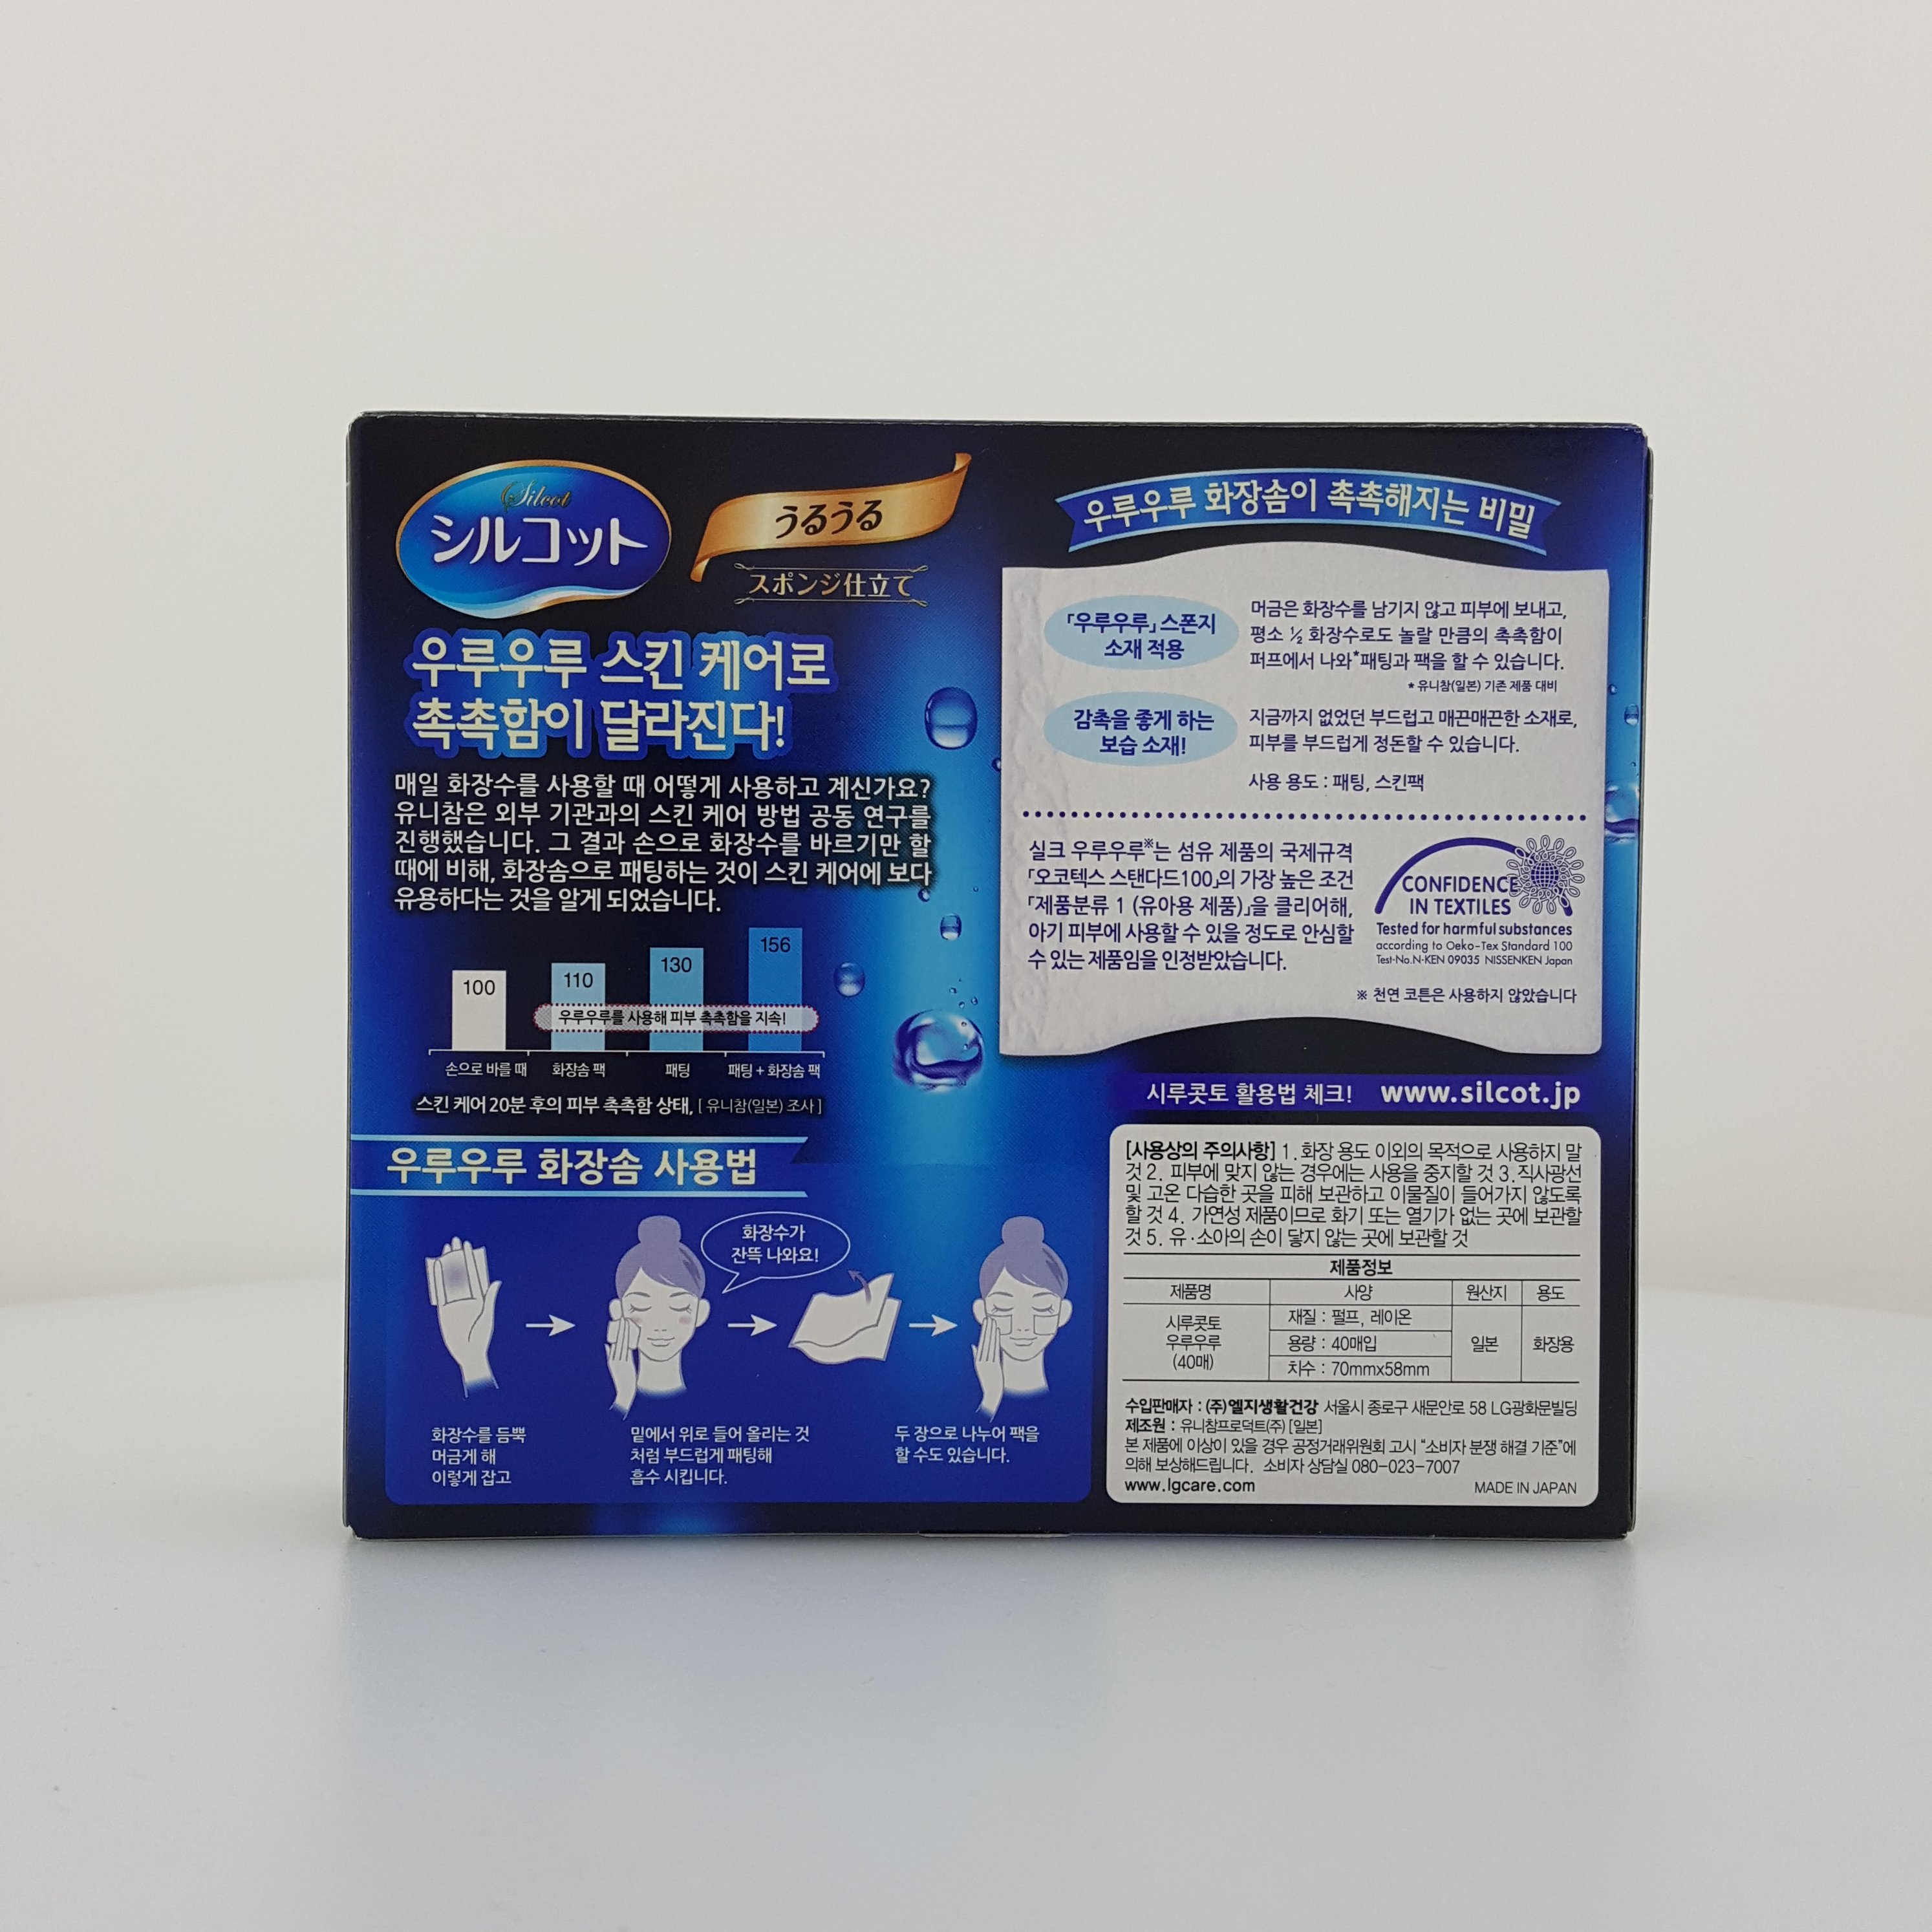 Silcot
シルコット
うるうる
スポンジ仕立て
우루우루 스킨 케어로
촉촉함이 달라진다!
매일 화장수를 사용할 때 어떻게 사용하고 계신가요?
유니참은 외부 기관과의 스킨 케어 방법 공동 연구를
진행했습니다. 그 결과 손으로 화장수를 바르기만 할
때에 비해, 화장솜으로 패팅하는 것이 스킨 케어에 보다
유용하다는 것을 알게 되었습니다.
100
110
130
156
우루우루를 사용해 피부 촉촉함을 지속!
손으로 바를 때
화장솜 팩
패팅
패팅 + 화장솜 팩
스킨 케어 20분 후의 피부 촉촉함 상태, [ 유니참(일본) 조사 ]
우루우루 화장솜 사용법
화장수가
잔뜩 나와요!
화장수를 듬뿍
머금게 해
이렇게 잡고
밑에서 위로 들어 올리는 것
처럼 부드럽게 패팅해
흡수 시킵니다.
두 장으로 나누어 팩을
할 수도 있습니다.
우루우루 화장솜이 촉촉해지는 비밀
「우루우루」 스폰지
소재 적용
머금은 화장수를 남기지 않고 피부에 보내고,
평소 ½ 화장수로도 놀랄 만큼의 촉촉함이
퍼프에서 나와*패팅과 팩을 할 수 있습니다.
* 유니참(일본) 기존 제품 대비
감촉을 좋게 하는
보습 소재!
지금까지 없었던 부드럽고 매끈매끈한 소재로,
피부를 부드럽게 정돈할 수 있습니다.
사용 용도 : 패팅, 스킨팩
실크 우루우루※는 섬유 제품의 국제규격
「오코텍스 스탠다드100」의 가장 높은 조건
「제품분류 1 (유아용 제품)」을 클리어해,
아기 피부에 사용할 수 있을 정도로 안심할
수 있는 제품임을 인정받았습니다.
CONFIDENCE
IN TEXTILES
Tested for harmful substances
according to Oeko-Tex Standard 100
Test-No.N-KEN 09035 NISSENKEN Japan
※ 천연 코튼은 사용하지 않았습니다
시루콧토 활용법 체크! www.silcot.jp
[사용상의 주의사항] 1. 화장 용도 이외의 목적으로 사용하지 말
것 2. 피부에 맞지 않는 경우에는 사용을 중지할 것 3. 직사광선
및 고온 다습한 곳을 피해 보관하고 이물질이 들어가지 않도록
할 것 4. 가연성 제품이므로 화기 또는 열기가 없는 곳에 보관할
것 5. 유·소아의 손이 닿지 않는 곳에 보관할 것
제품정보
제품명 사양 원산지 용도
시루콧토
우루우루
(40매)
재질 : 펄프, 레이온
용량 : 40매입
치수 : 70mmx58mm
일본
화장용
수입판매자 : (주)엘지생활건강 서울시 종로구 새문안로 58 LG광화문빌딩
제조원 : 유니참프로덕트(주) [일본]
본 제품에 이상이 있을 경우 공정거래위원회 고시 “소비자 분쟁 해결 기준”에
의해 보상해드립니다. 소비자 상담실 080-023-7007
www.lgcare.com MADE IN JAPAN